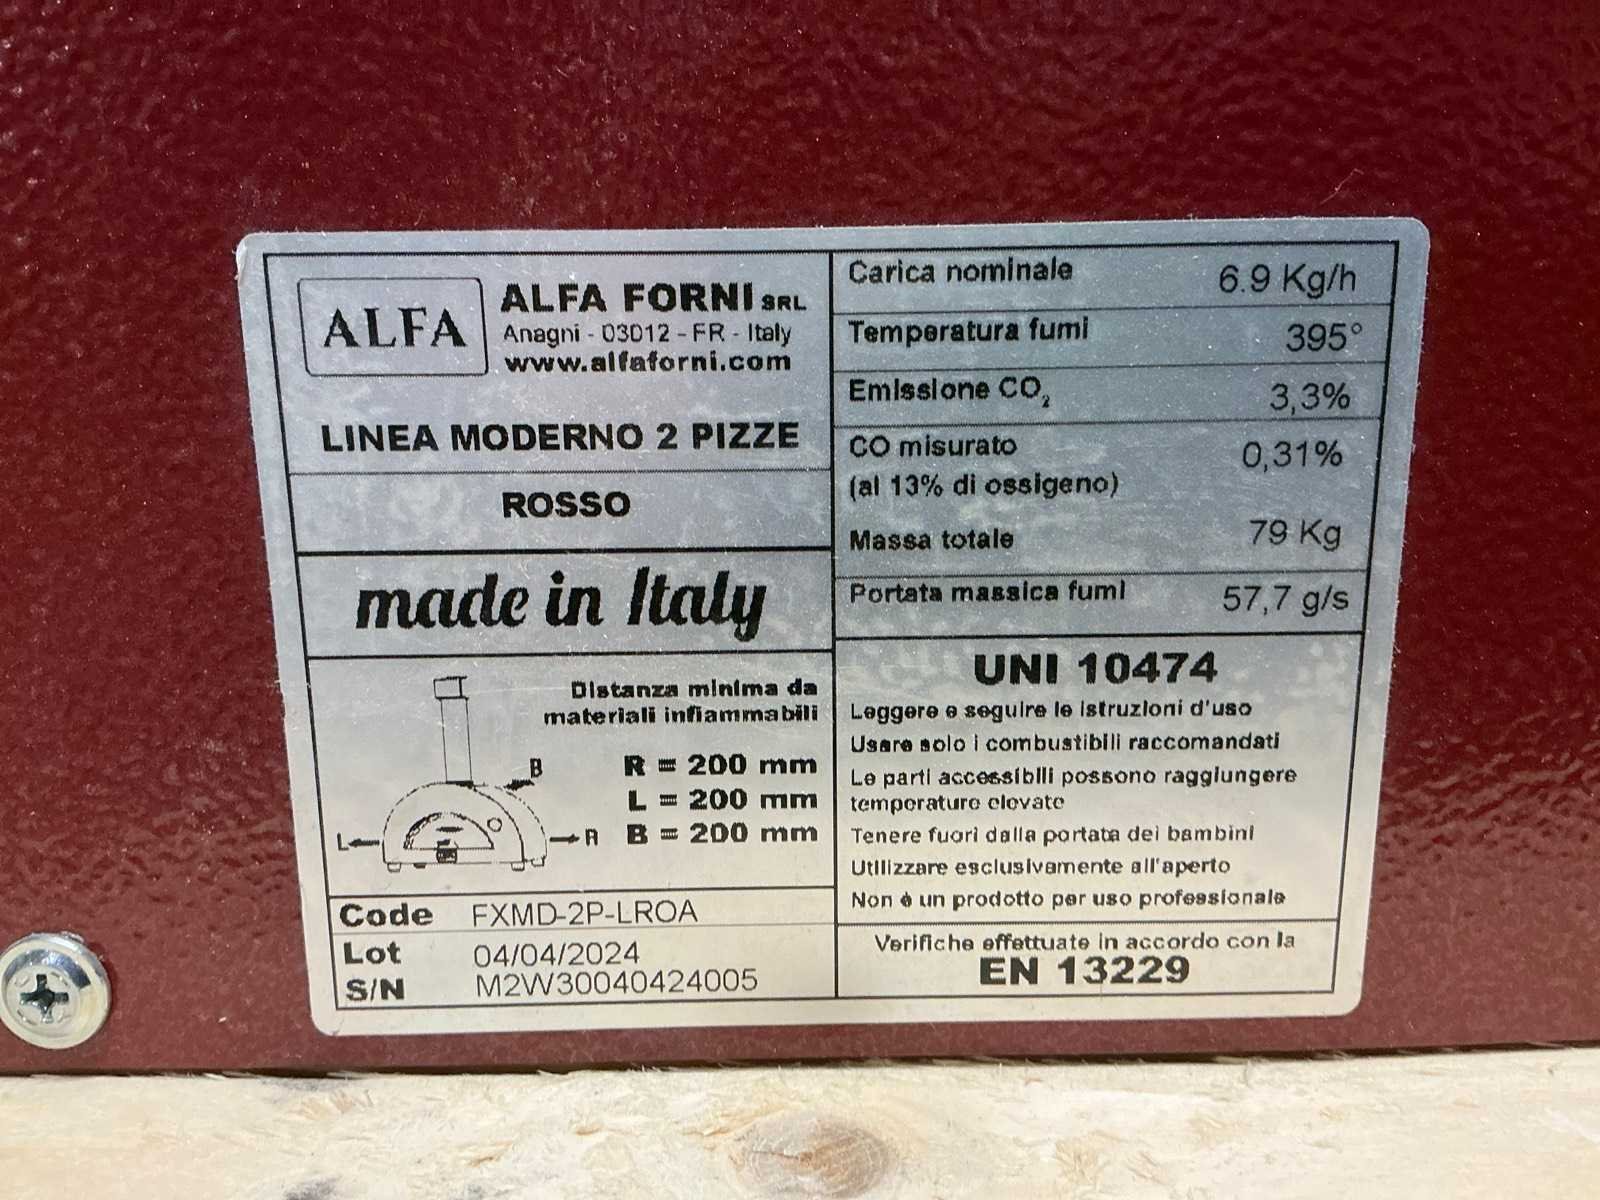 ALFA
ALFA FORNI SRL
Anagni - 03012 - FR - Italy
www.alfaforni.com
LINEA MODERNO 2 PIZZE
ROSSO
made in Italy
Distanza minima da
materiali infiammabili
B
L
R
R = 200 mm
L = 200 mm
B = 200 mm
Code FXMD-2P-LROA
Lot 04/04/2024
S/N M2W30040424005
Carica nominale 6.9 Kg/h
Temperatura fumi 395°
Emissione CO₂ 3,3%
CO misurato 0,31%
(al 13% di ossigeno)
Massa totale 79 Kg
Portata massica fumi 57,7 g/s
UNI 10474
Leggere e seguire le istruzioni d'uso
Usare solo i combustibili raccomandati
Le parti accessibili possono raggiungere
temperature elevate
Tenere fuori dalla portata dei bambini
Utilizzare esclusivamente all'aperto
Non è un prodotto per uso professionale
Verifiche effettuate in accordo con la
EN 13229